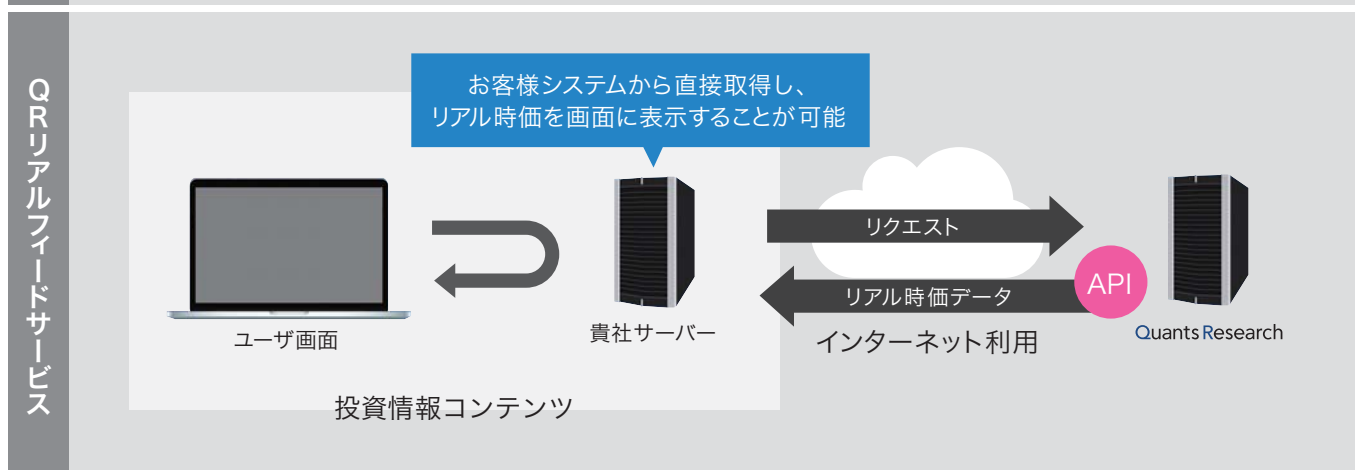 QRリアルフィードサービス
お客様システムから直接取得し、
リアル時価を画面に表示することが可能
リクエスト
API
リアル時価データ
ユーザ画面
貴社サーバー
インターネット利用
Quants Research
投資情報コンテンツ